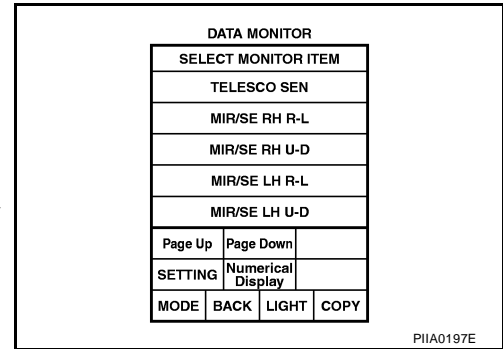 DATA MONITOR
SELECT MONITOR ITEM
TELESCO SEN
MIR/SE RH R-L
MIR/SE RH U-D
MIR/SE LH R-L
MIR/SE LH U-D
Page Up Page Down
SETTING Numerical Display
MODE BACK LIGHT COPY
PIIA0197E